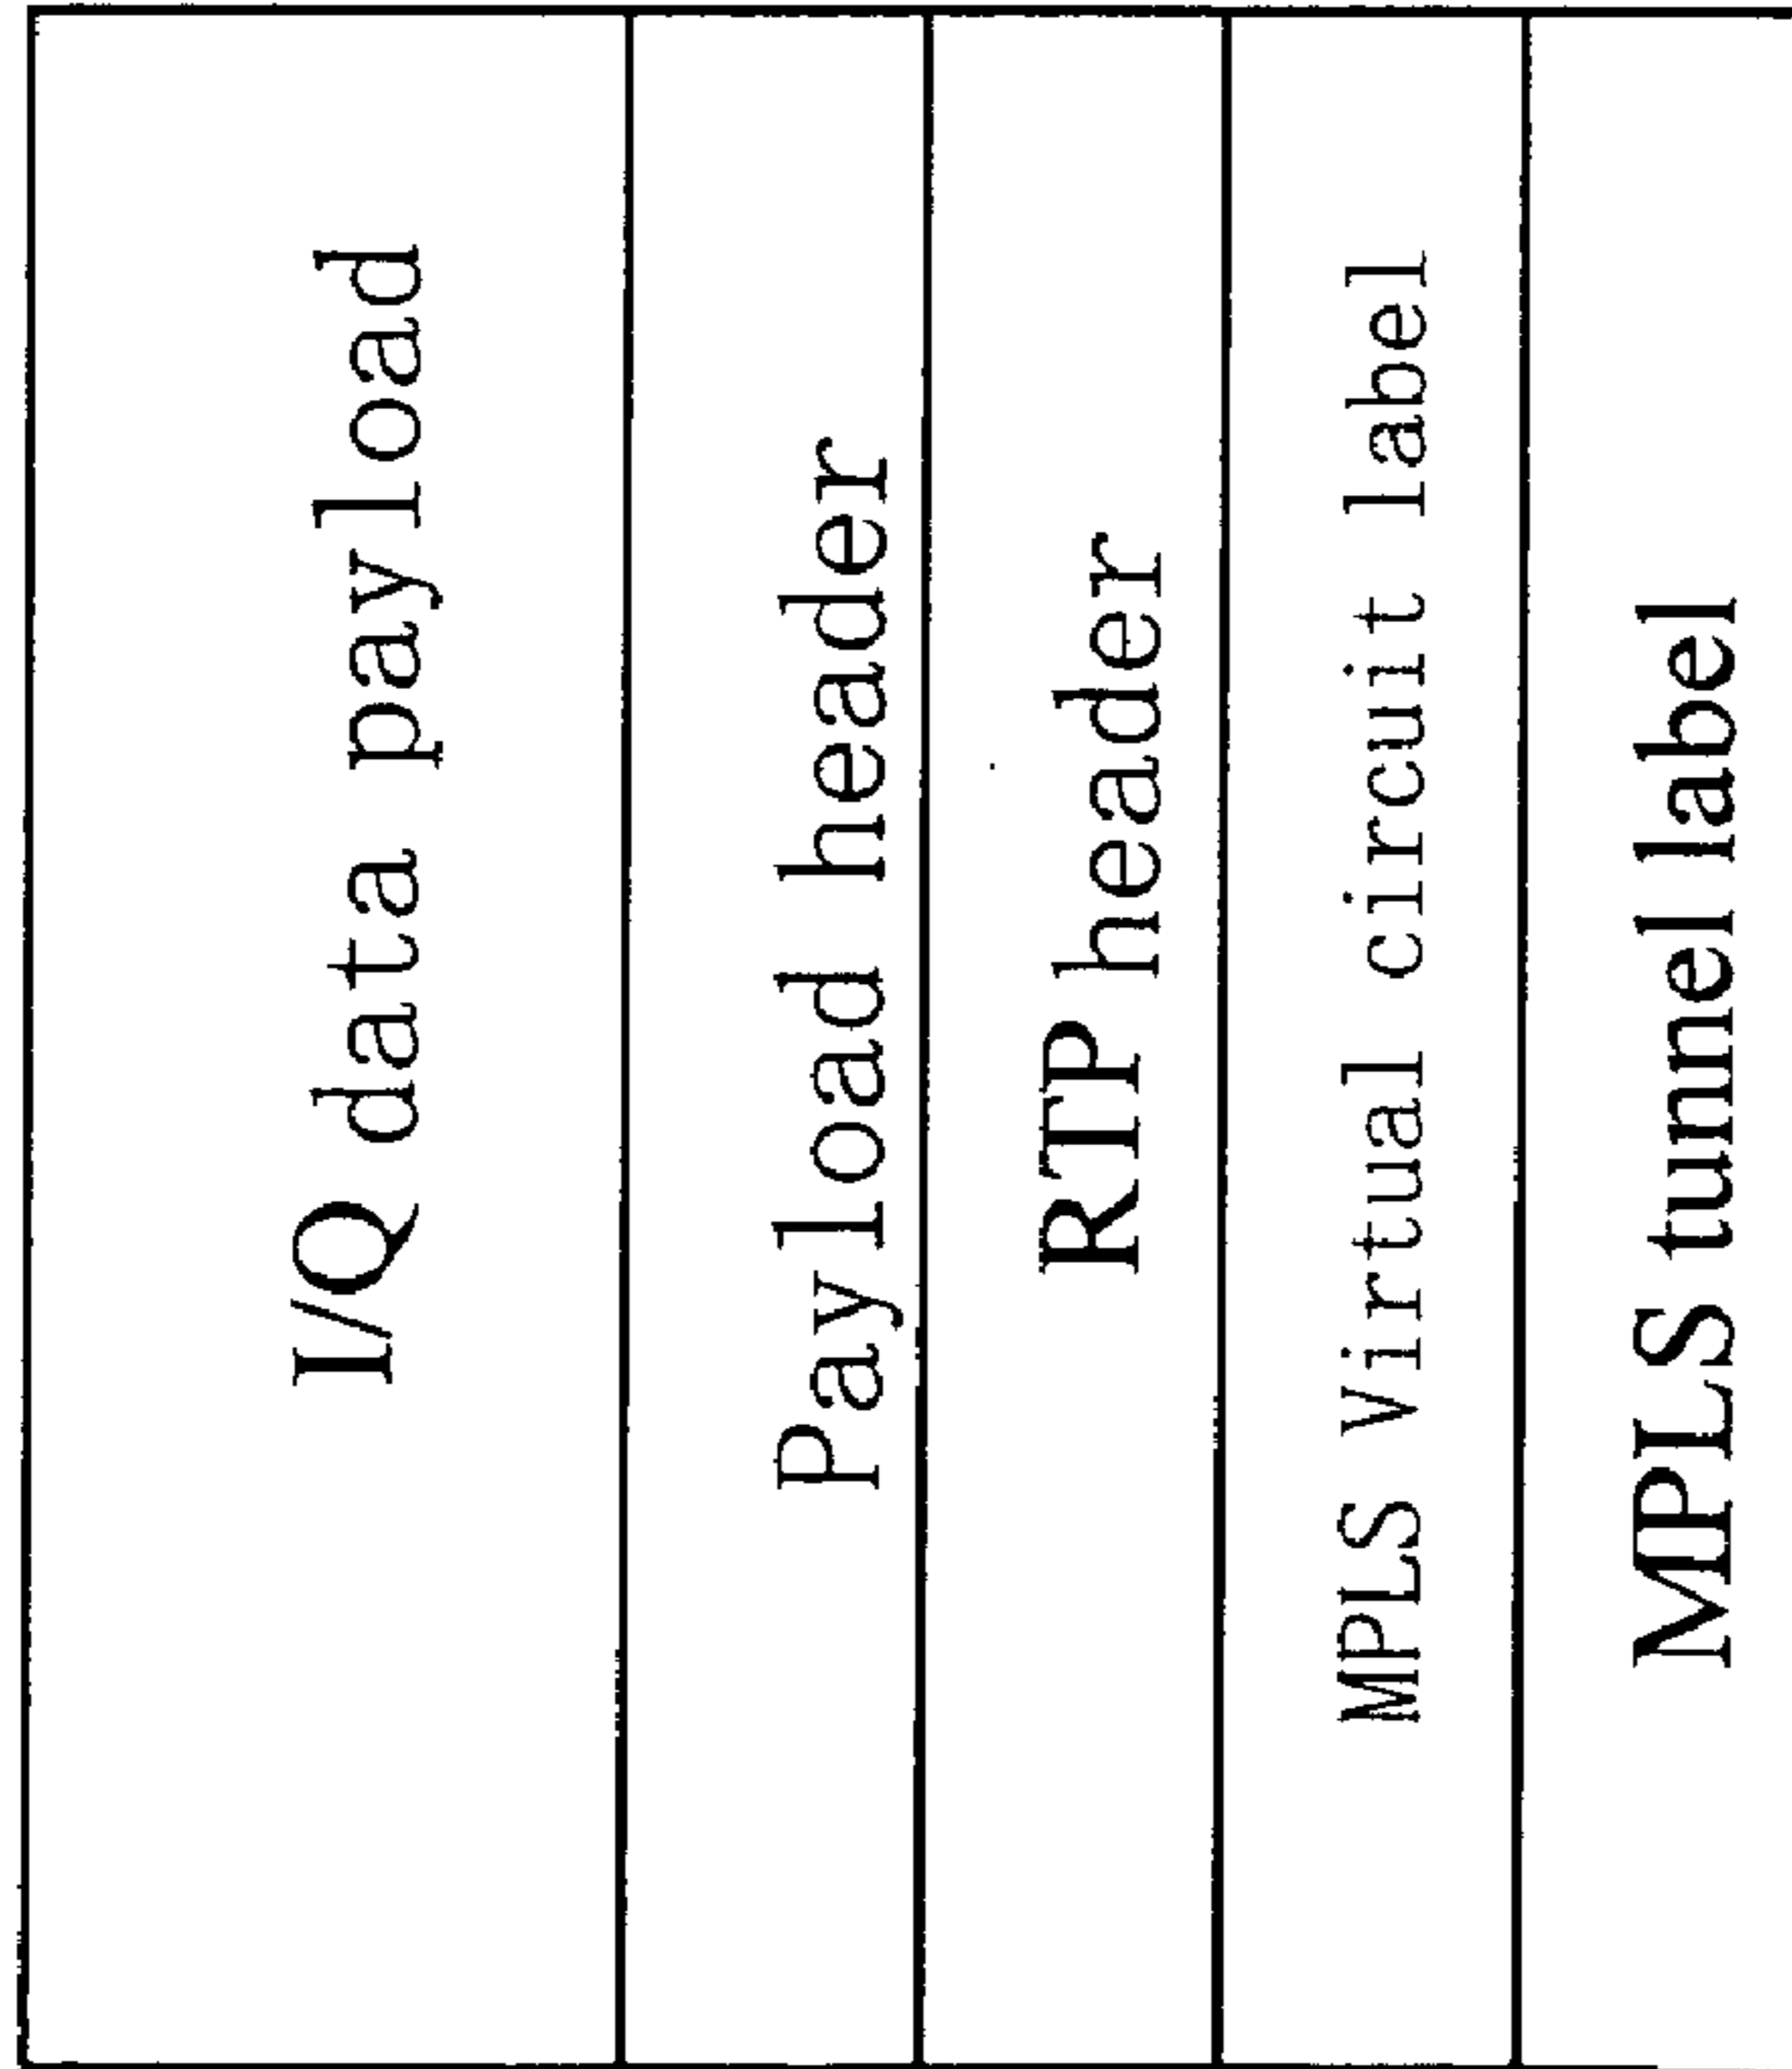 I/Q data payload
Payload header
RTP header
MPLS Virtual circuit label
MPLS tunnel label